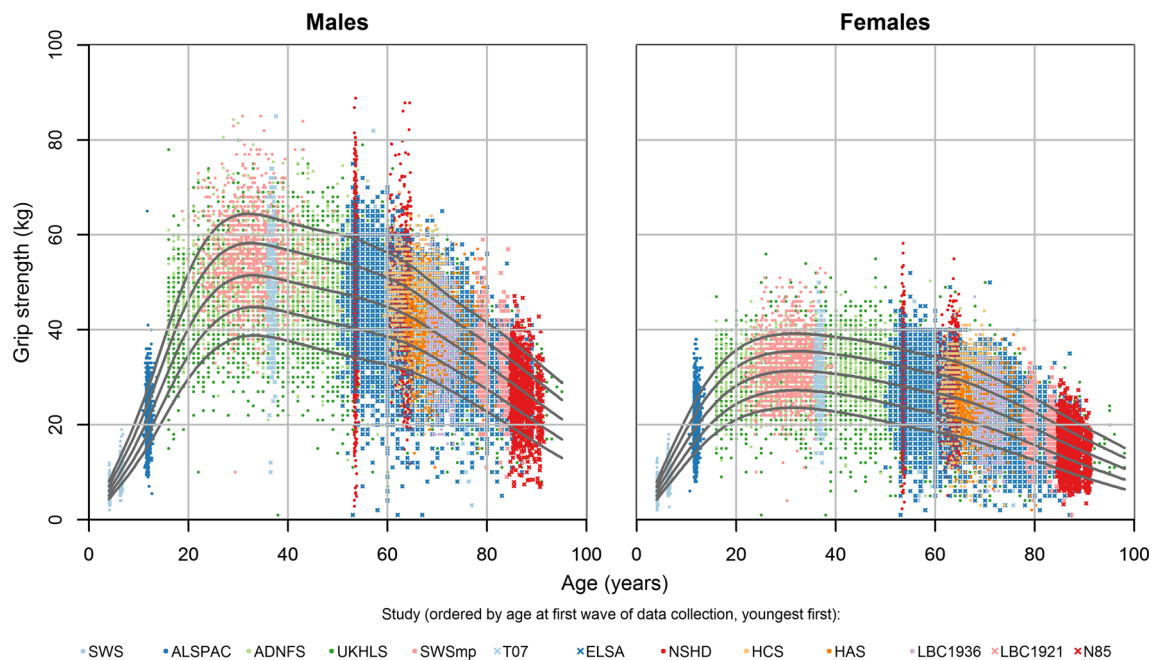 Males Females
100
80
60
40
20
0
Grip strength (kg)
0 20 40 60 80 100 0 20 40 60 80 100
Age (years)
Study (ordered by age at first wave of data collection, youngest first):
SWS ALSPAC ADNFS UKHLS SWSmp T07 ELSA NSHD HCS HAS LBC1936 LBC1921 N85